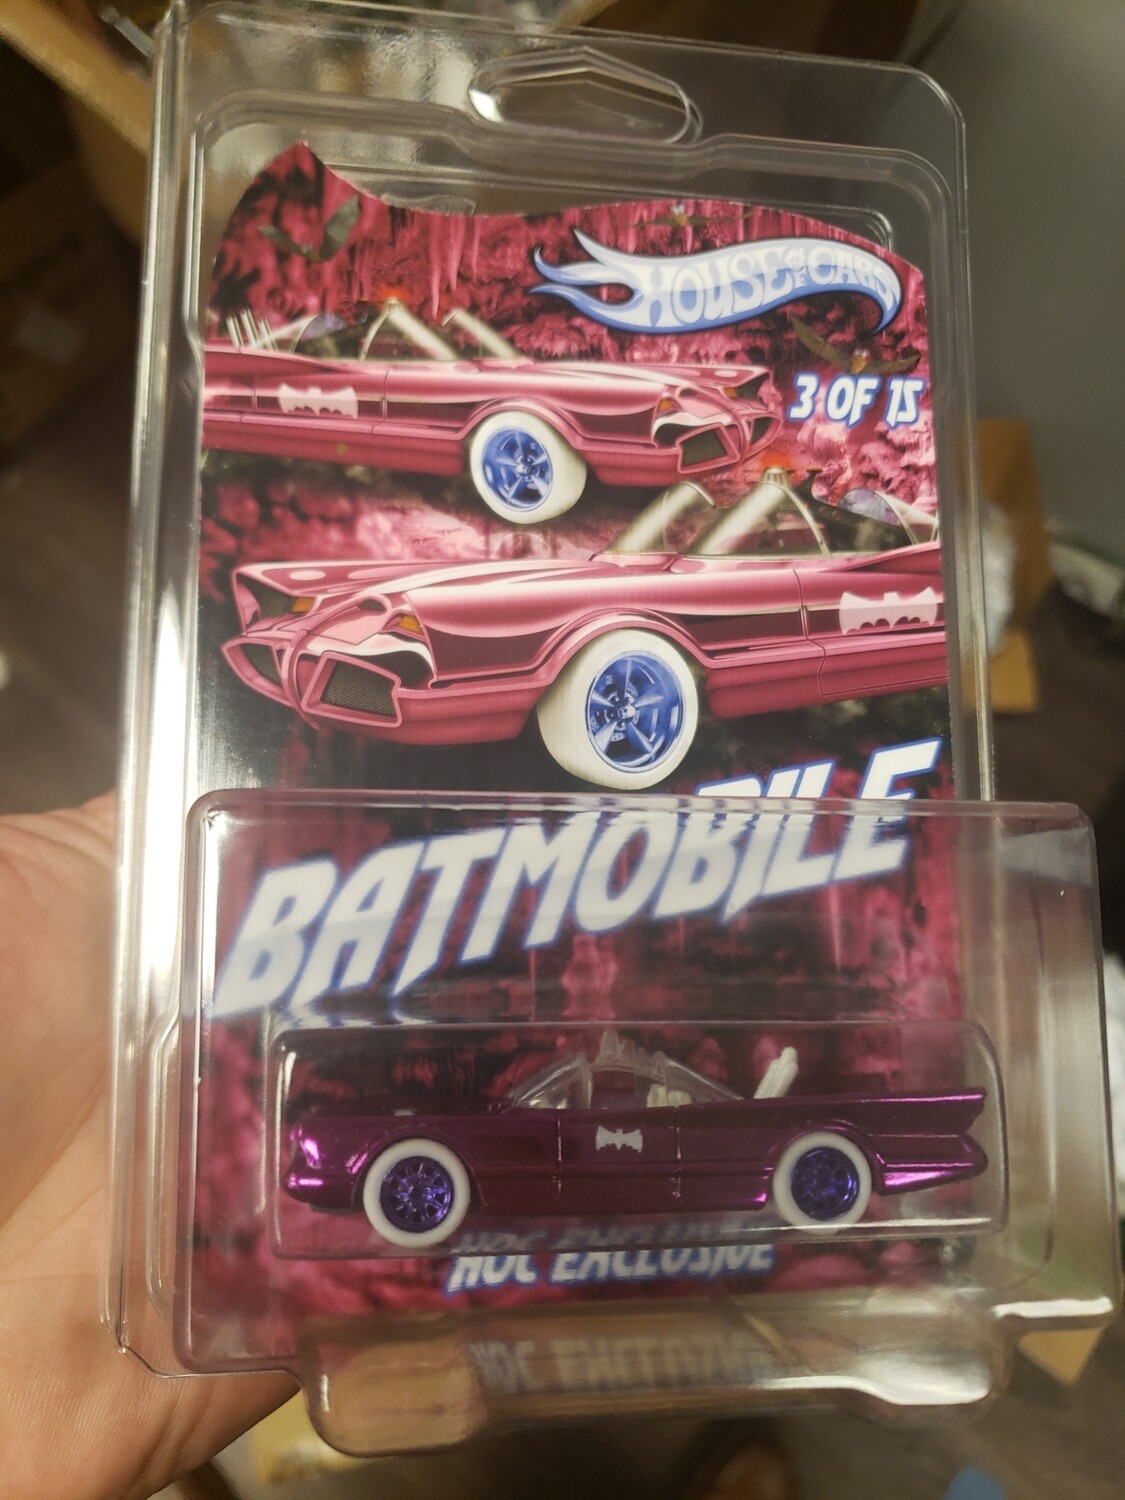 HOUSE OF CARS
3 OF 15
BATMOBILE
HOC EXCLUSIVE